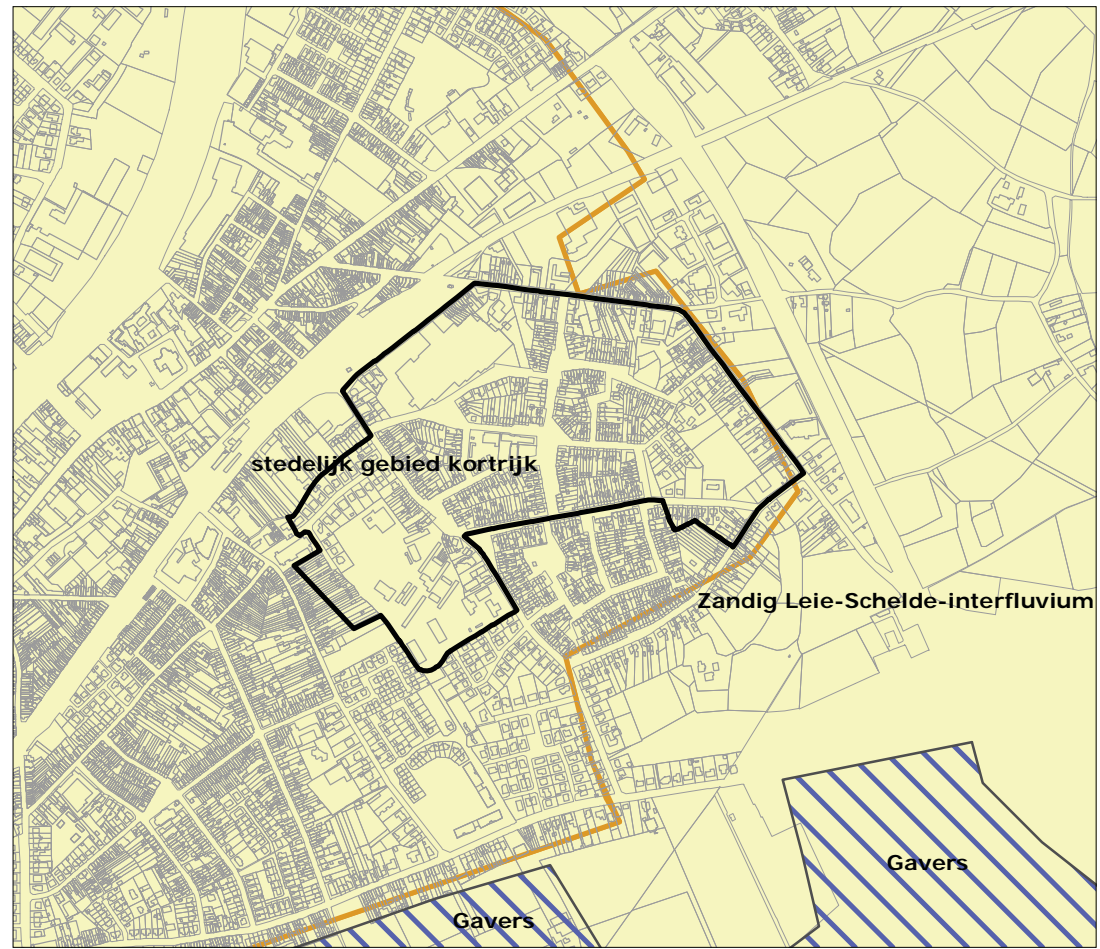 stedelijk gebied kortrijk
Zandig Leie-Schelde-interfluvium
Gavers
Gavers